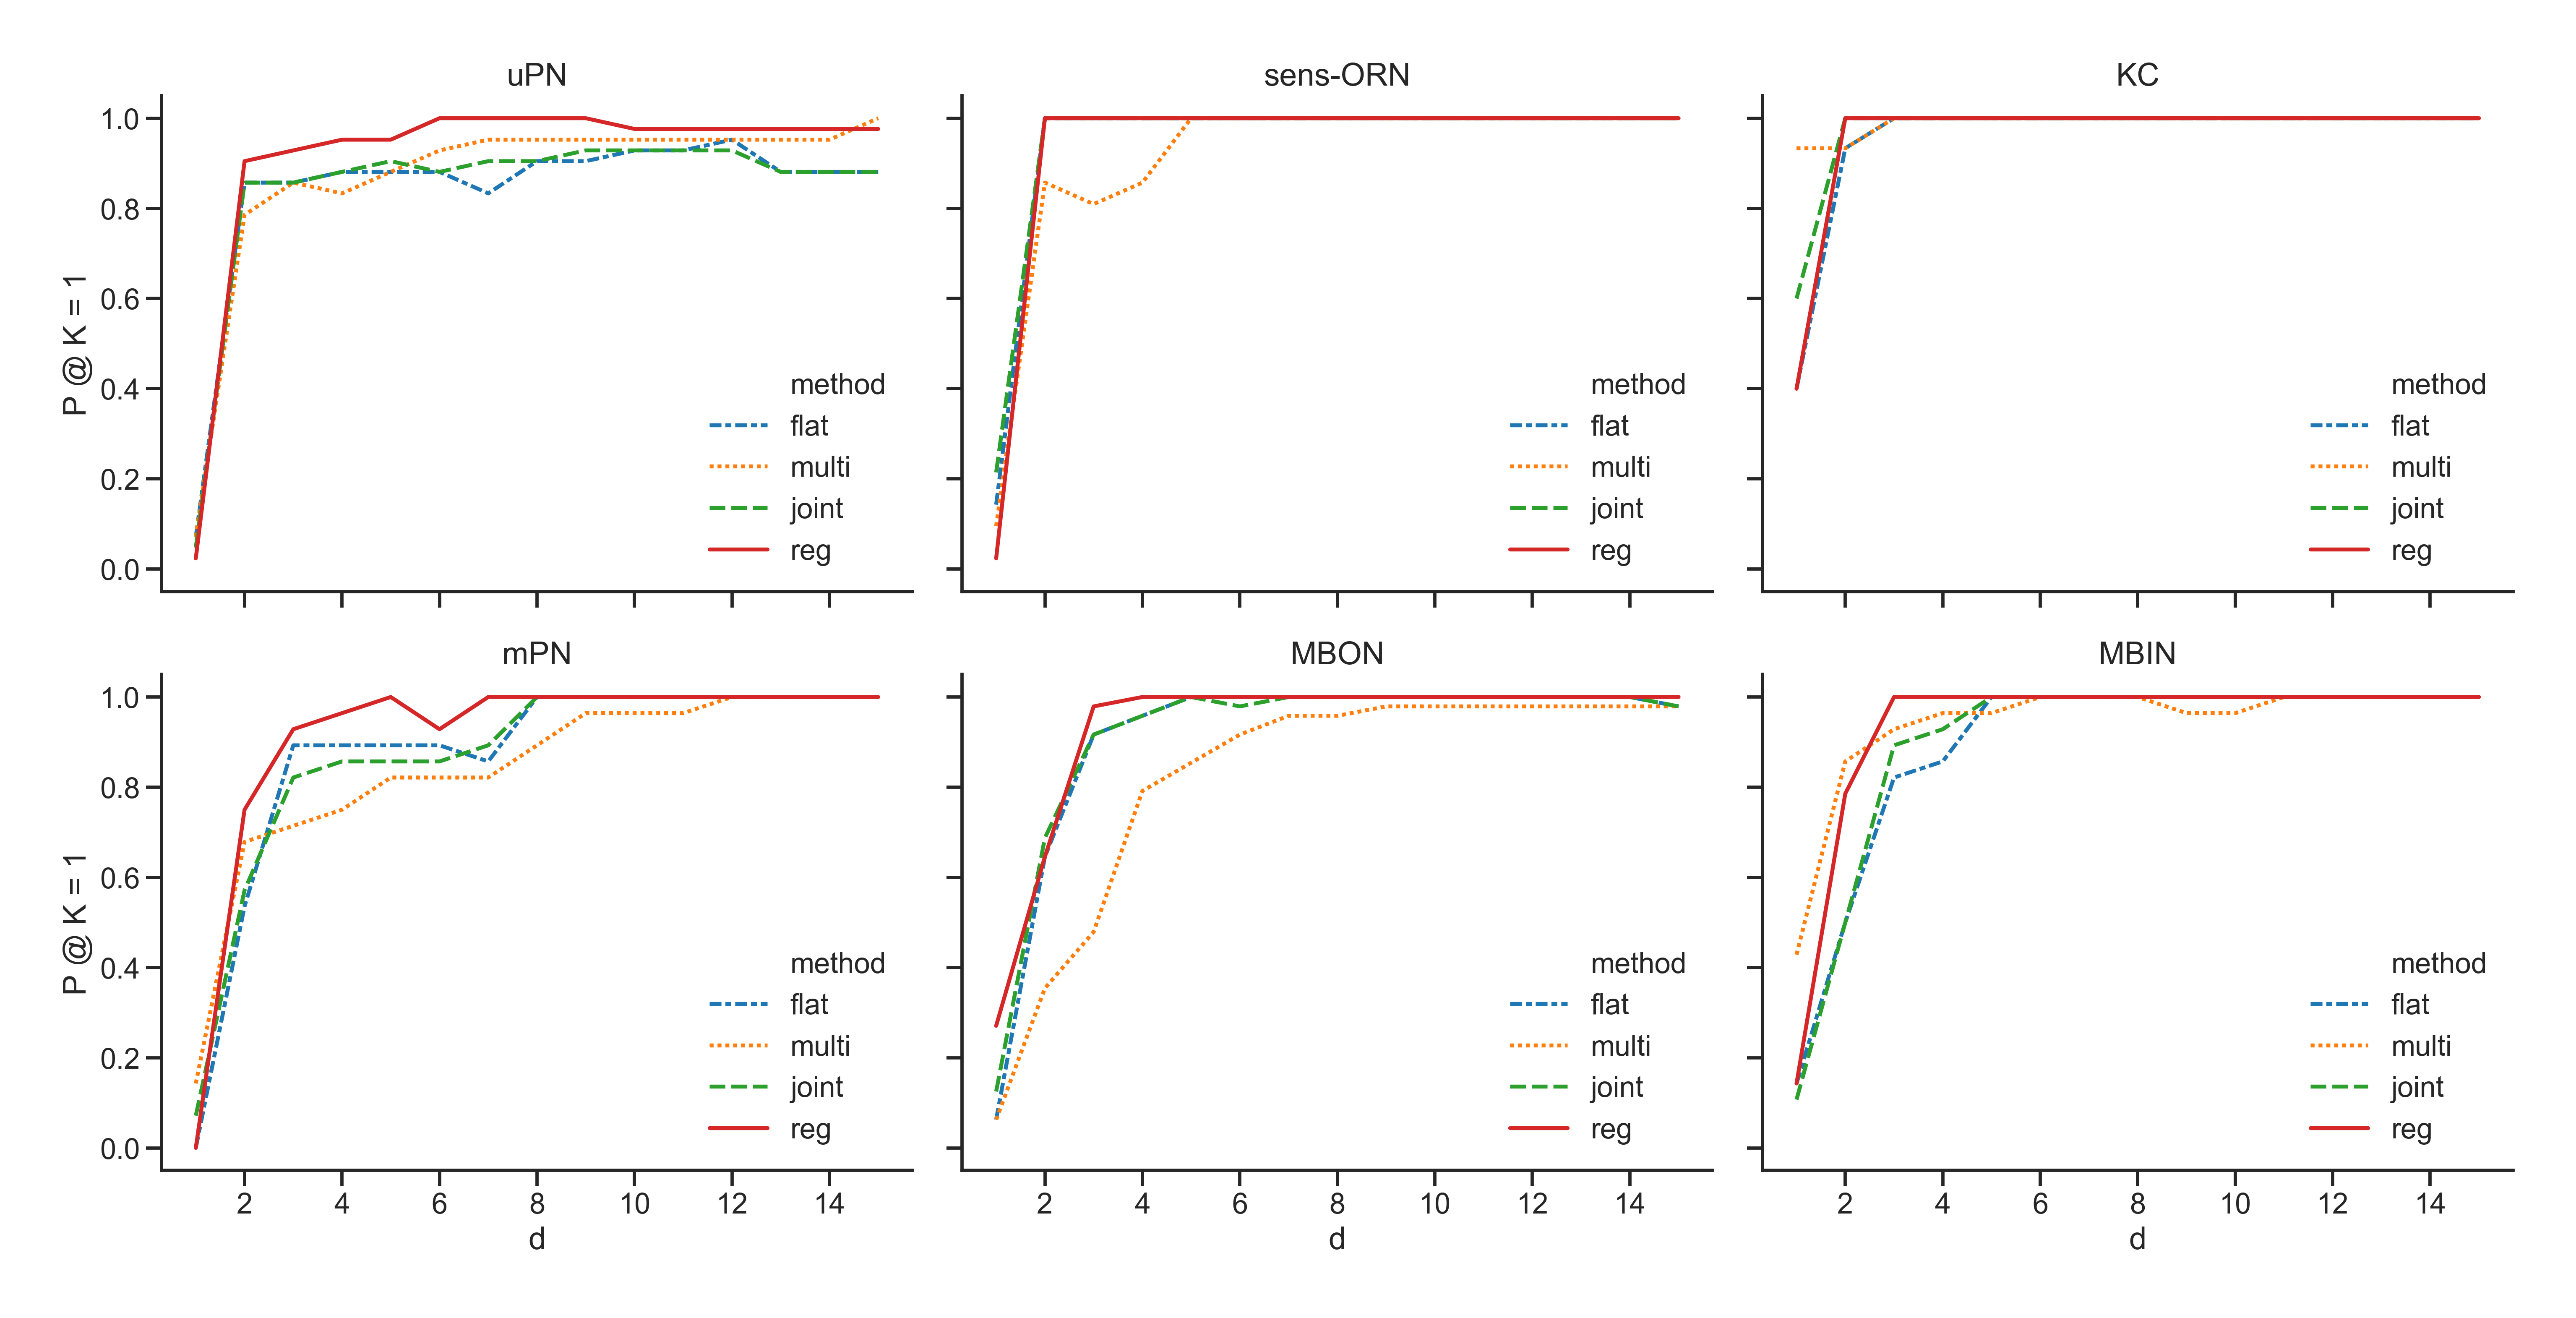 uPN
sens-ORN
KC
P @ K = 1
1.0
0.8
0.6
0.4
0.2
0.0
method
flat
multi
joint
reg
method
flat
multi
joint
reg
method
flat
multi
joint
reg
mPN
MBON
MBIN
P @ K = 1
1.0
0.8
0.6
0.4
0.2
0.0
method
flat
multi
joint
reg
method
flat
multi
joint
reg
method
flat
multi
joint
reg
2 4 6 8 10 12 14
2 4 6 8 10 12 14
2 4 6 8 10 12 14
d
d
d